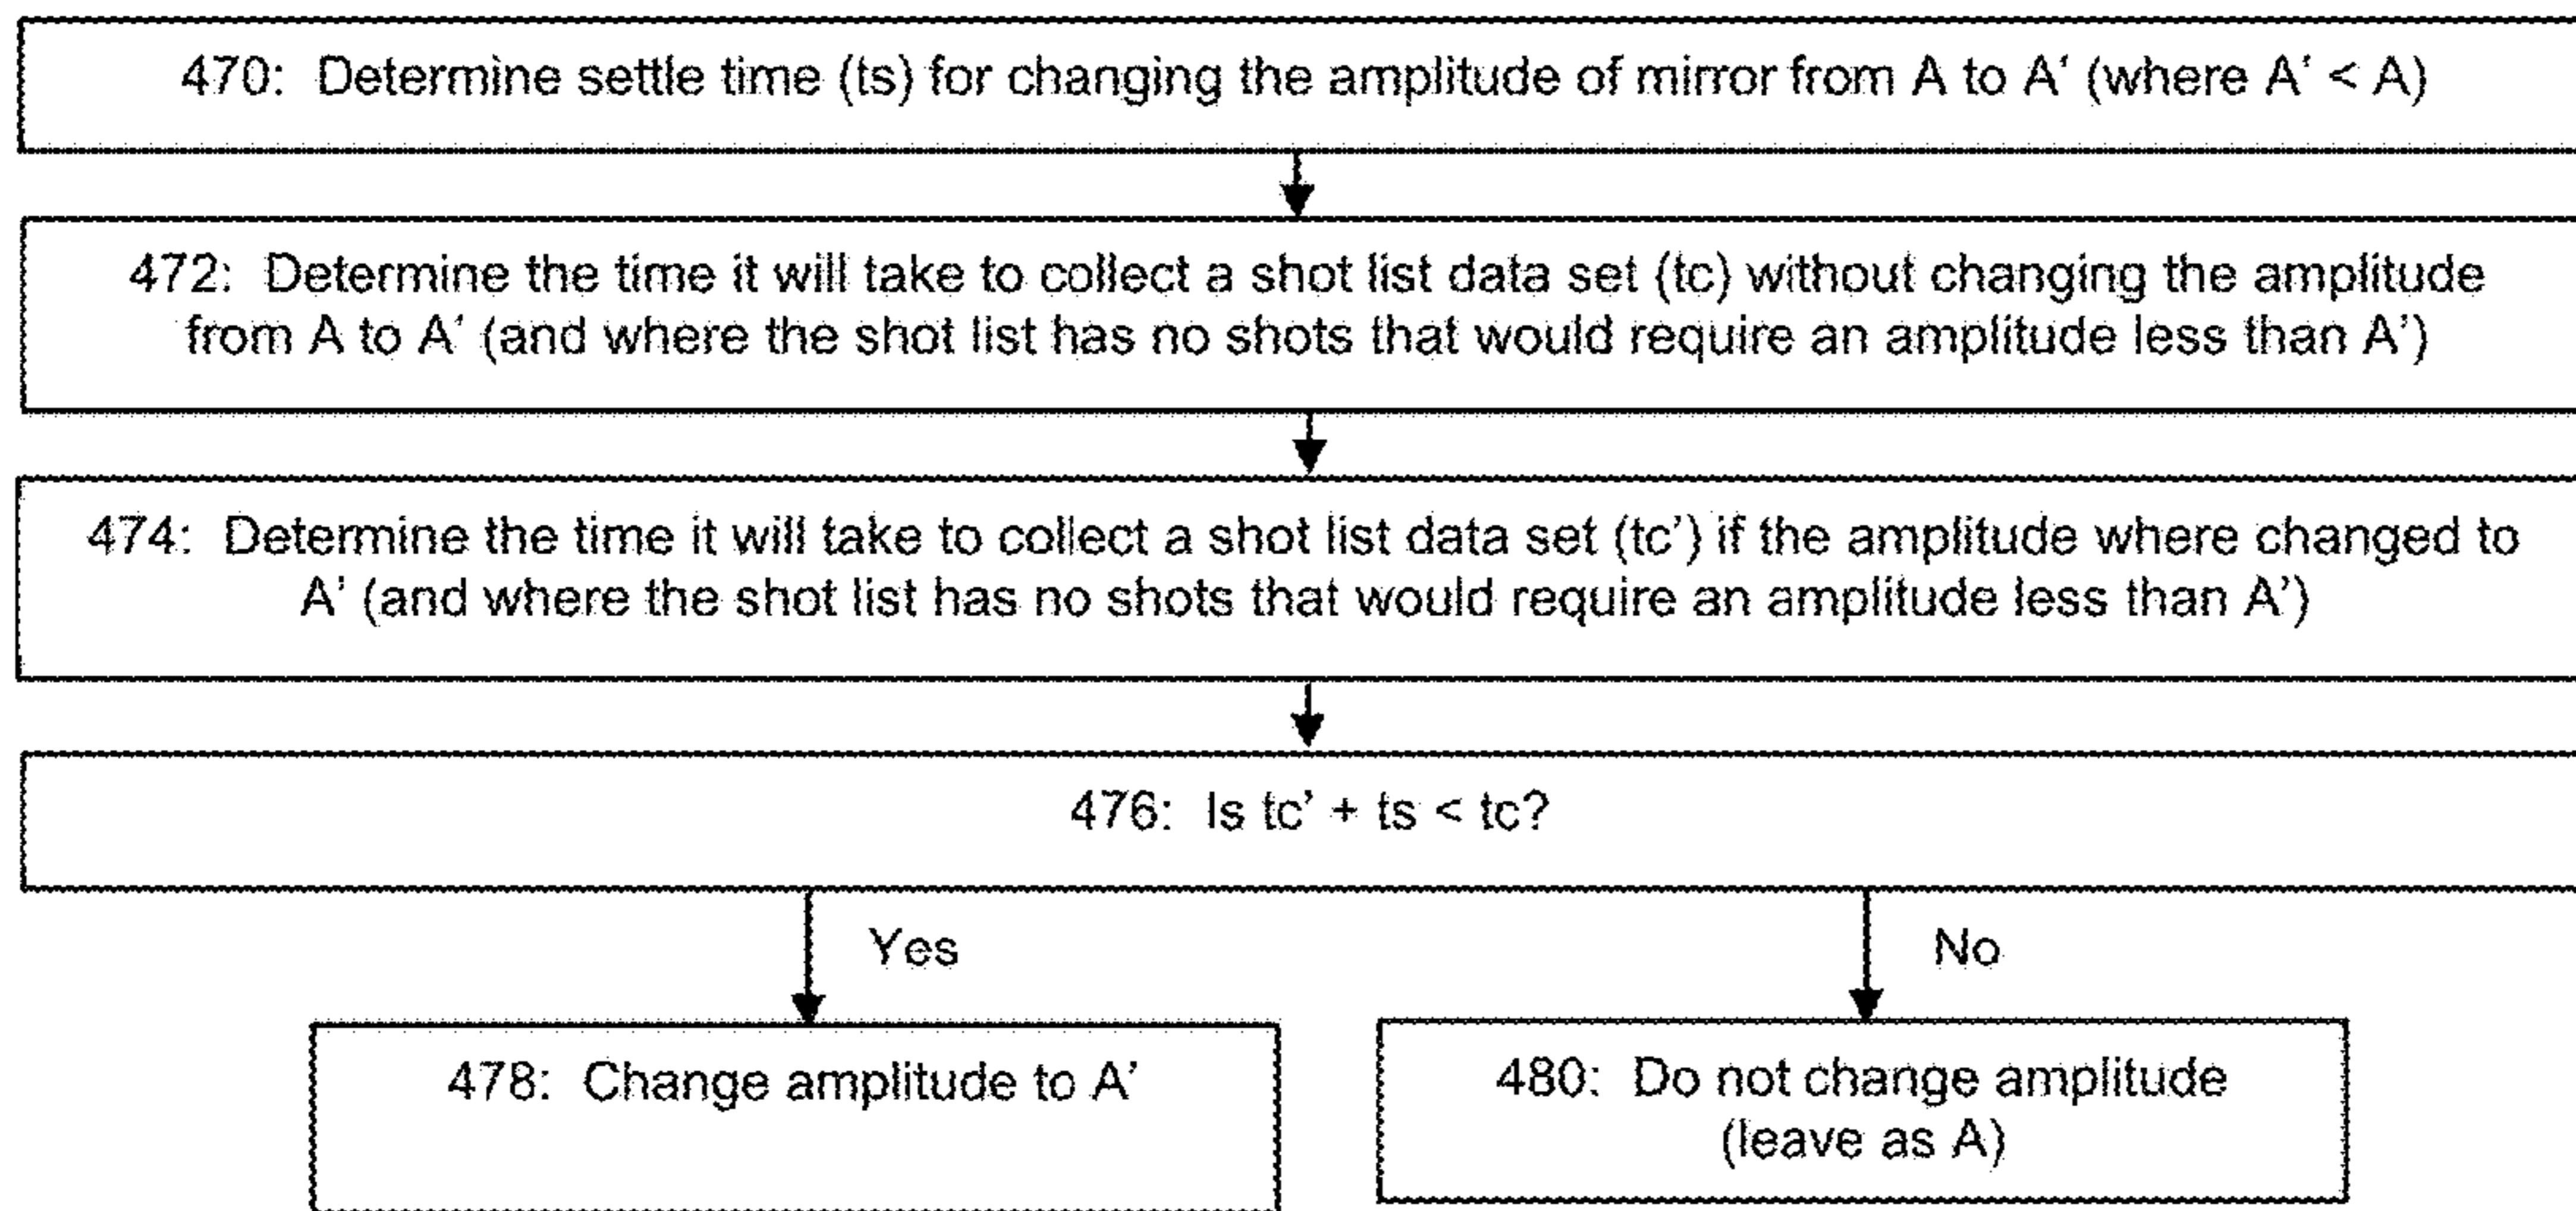 470: Determine settle time (ts) for changing the amplitude of mirror from A to A‘ (where A‘ < A)
472: Determine the time it will take to collect a shot list data set (tc) without changing the amplitude
from A to A‘ (and where the shot list has no shots that would require an amplitude less than A’)
474: Determine the time it will take to collect a shot list data set (tc’) if the amplitude where changed to
A’ (and where the shot list has no shots that would require an amplitude less than A’)
476: Is tc’ + ts < tc?
Yes
No
478: Change amplitude to A’
480: Do not change amplitude
(leave as A)